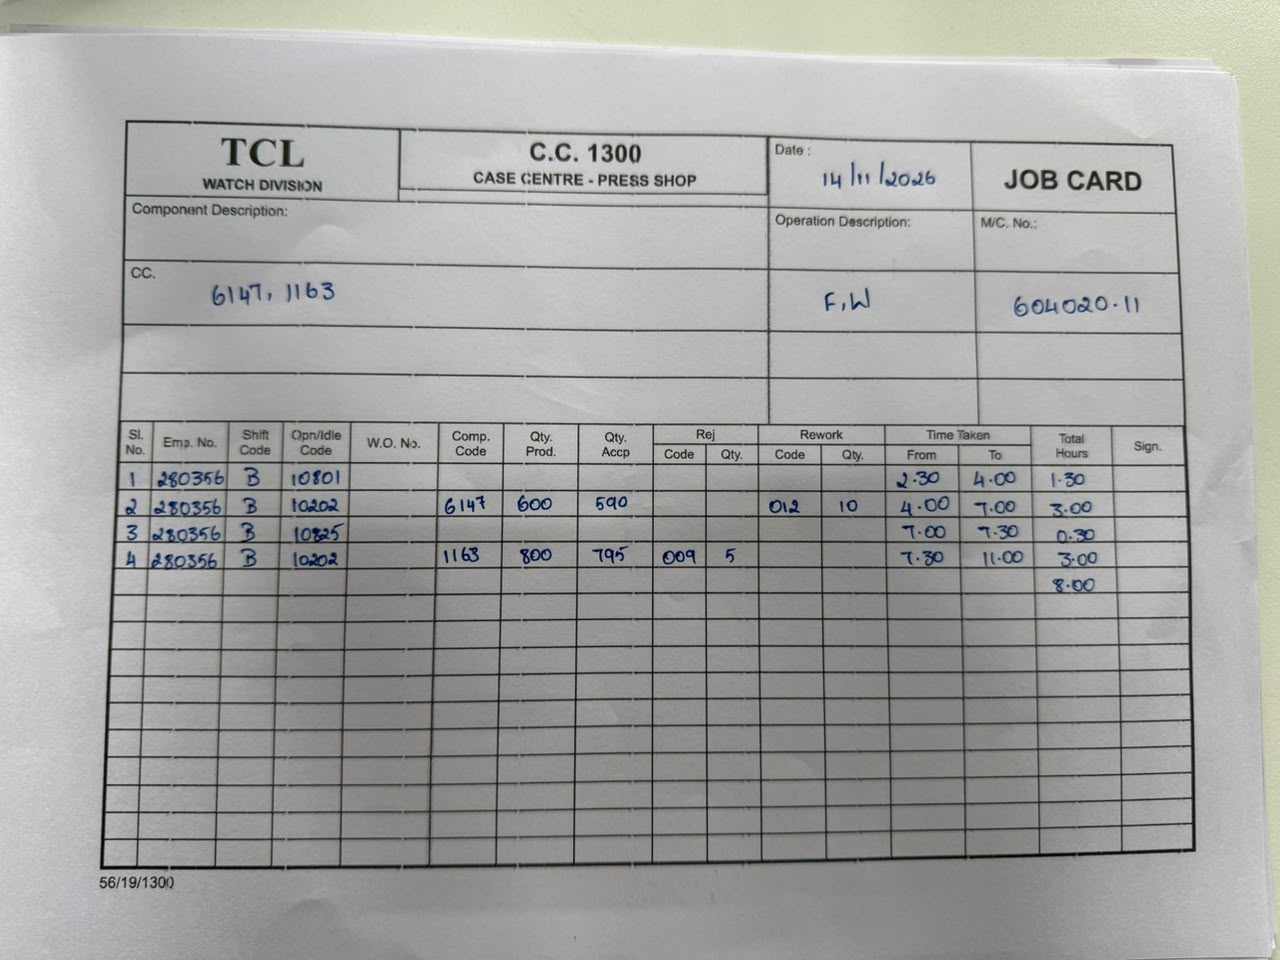 TCL
WATCH DIVISION
C.C. 1300
CASE CENTRE - PRESS SHOP
Date : 14/11/2026
JOB CARD
Component Description:
Operation Description:
M/C. No.:
CC. 6147, 1163
F.W
604020.11
Sl. No. Emp. No. Shift Code Opn/Idle Code W.O. No. Comp. Code Qty. Prod. Qty. Accp Rej Code Qty. Rework Code Qty. Time Taken From To Total Hours Sign.
1 280356 B 10801 2.30 4.00 1.30
2 280356 B 10202 6147 600 590 012 10 4.00 7.00 3.00
3 280356 B 10825 7.00 7.30 0.30
4 280356 B 10202 1163 800 795 009 5 7.30 11.00 3.00
8.00
56/19/1300